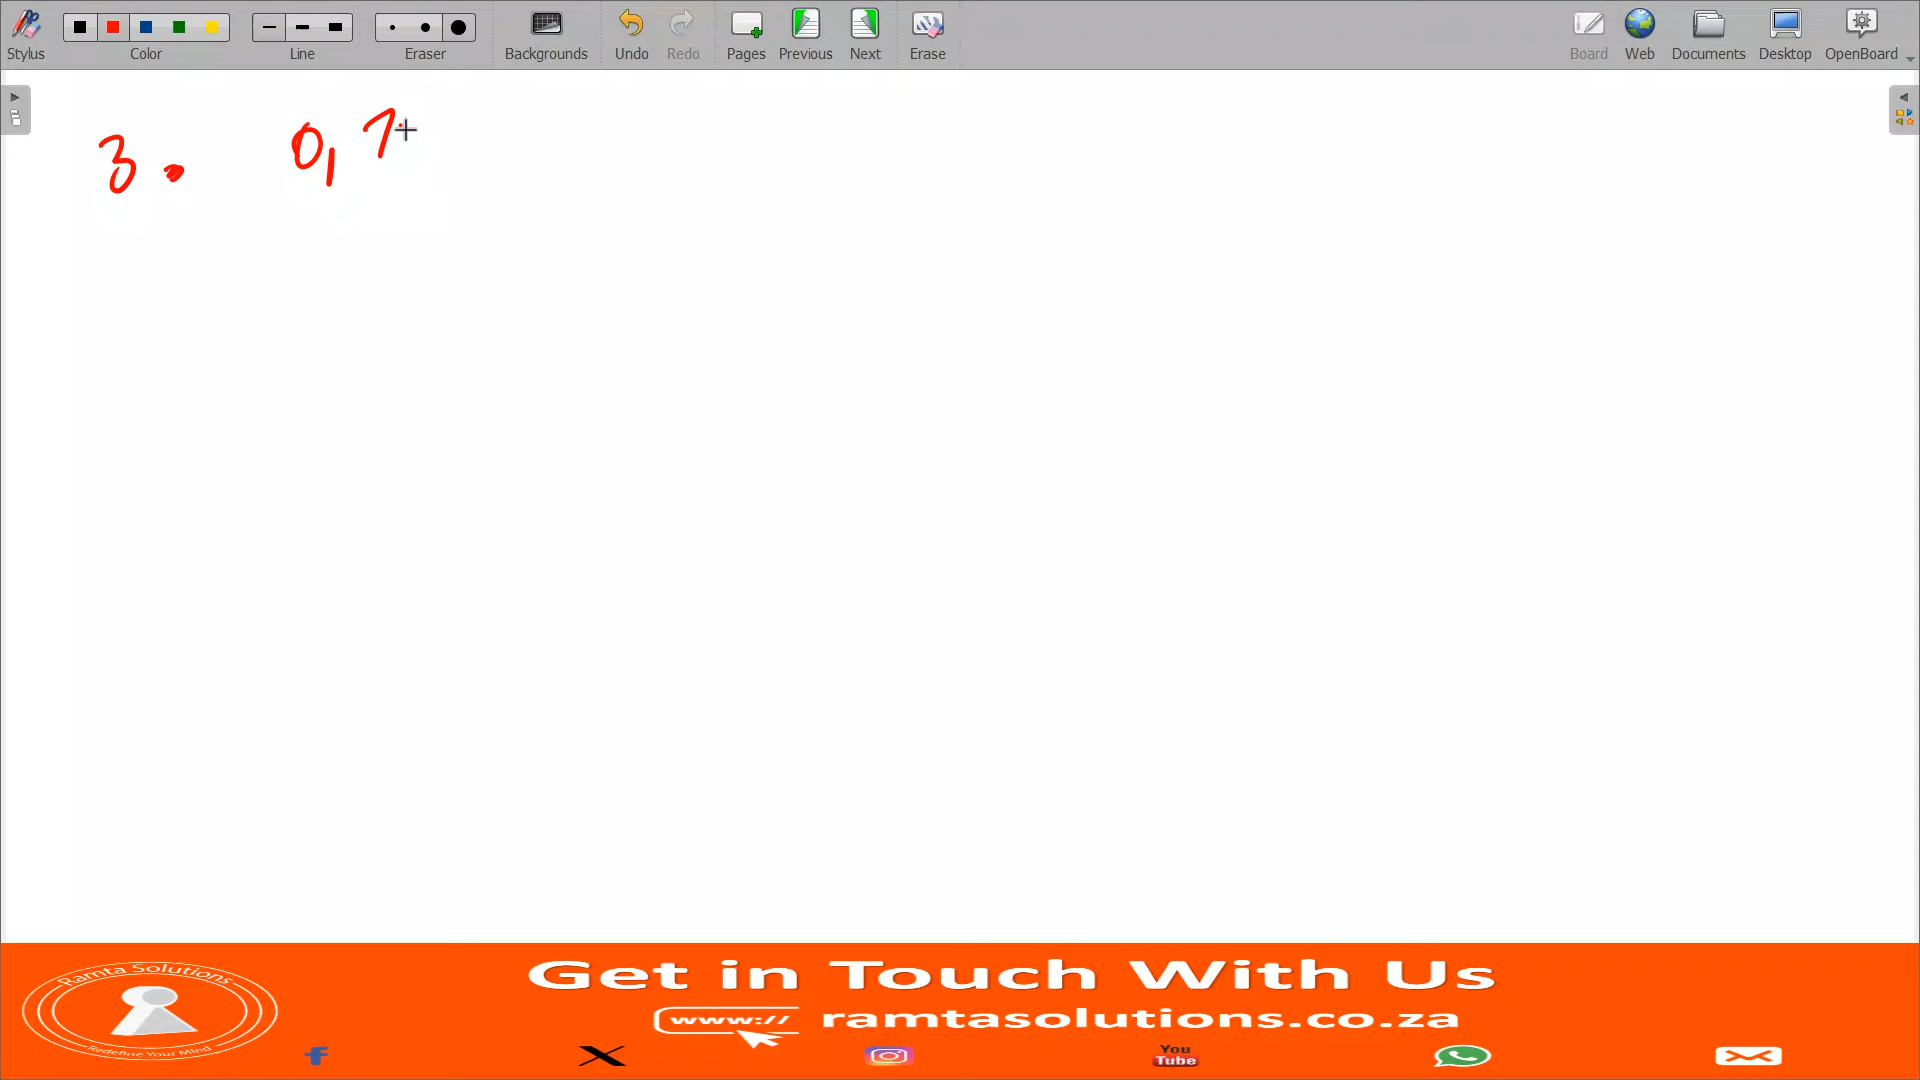 Stylus Color Line Eraser Backgrounds Undo Redo Pages Previous Next Erase Board Web Documents Desktop OpenBoard
3. 0,7
Ramta Solutions
Redefine Your Mind
Get in Touch With Us
www:// ramtasolutions.co.za
f X You Tube